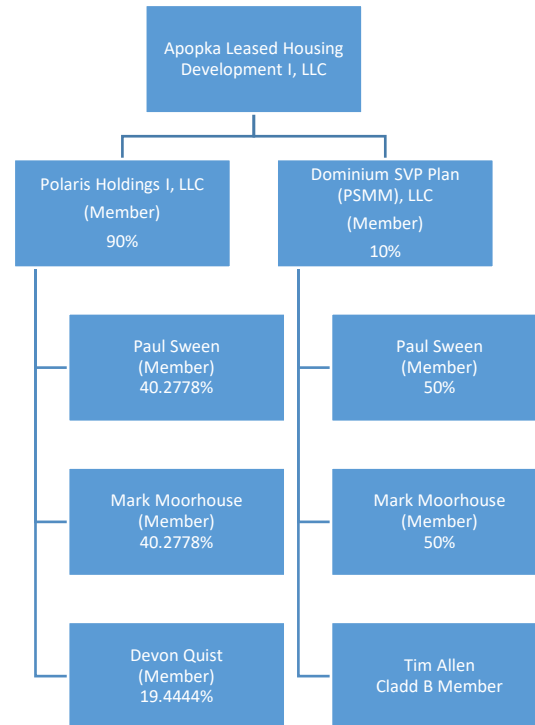 Apopka Leased Housing
Development I, LLC
Polaris Holdings I, LLC
(Member)
90%
Dominium SVP Plan
(PSMM), LLC
(Member)
10%
Paul Sween
(Member)
40.2778%
Paul Sween
(Member)
50%
Mark Moorhouse
(Member)
40.2778%
Mark Moorhouse
(Member)
50%
Devon Quist
(Member)
19.4444%
Tim Allen
Cladd B Member